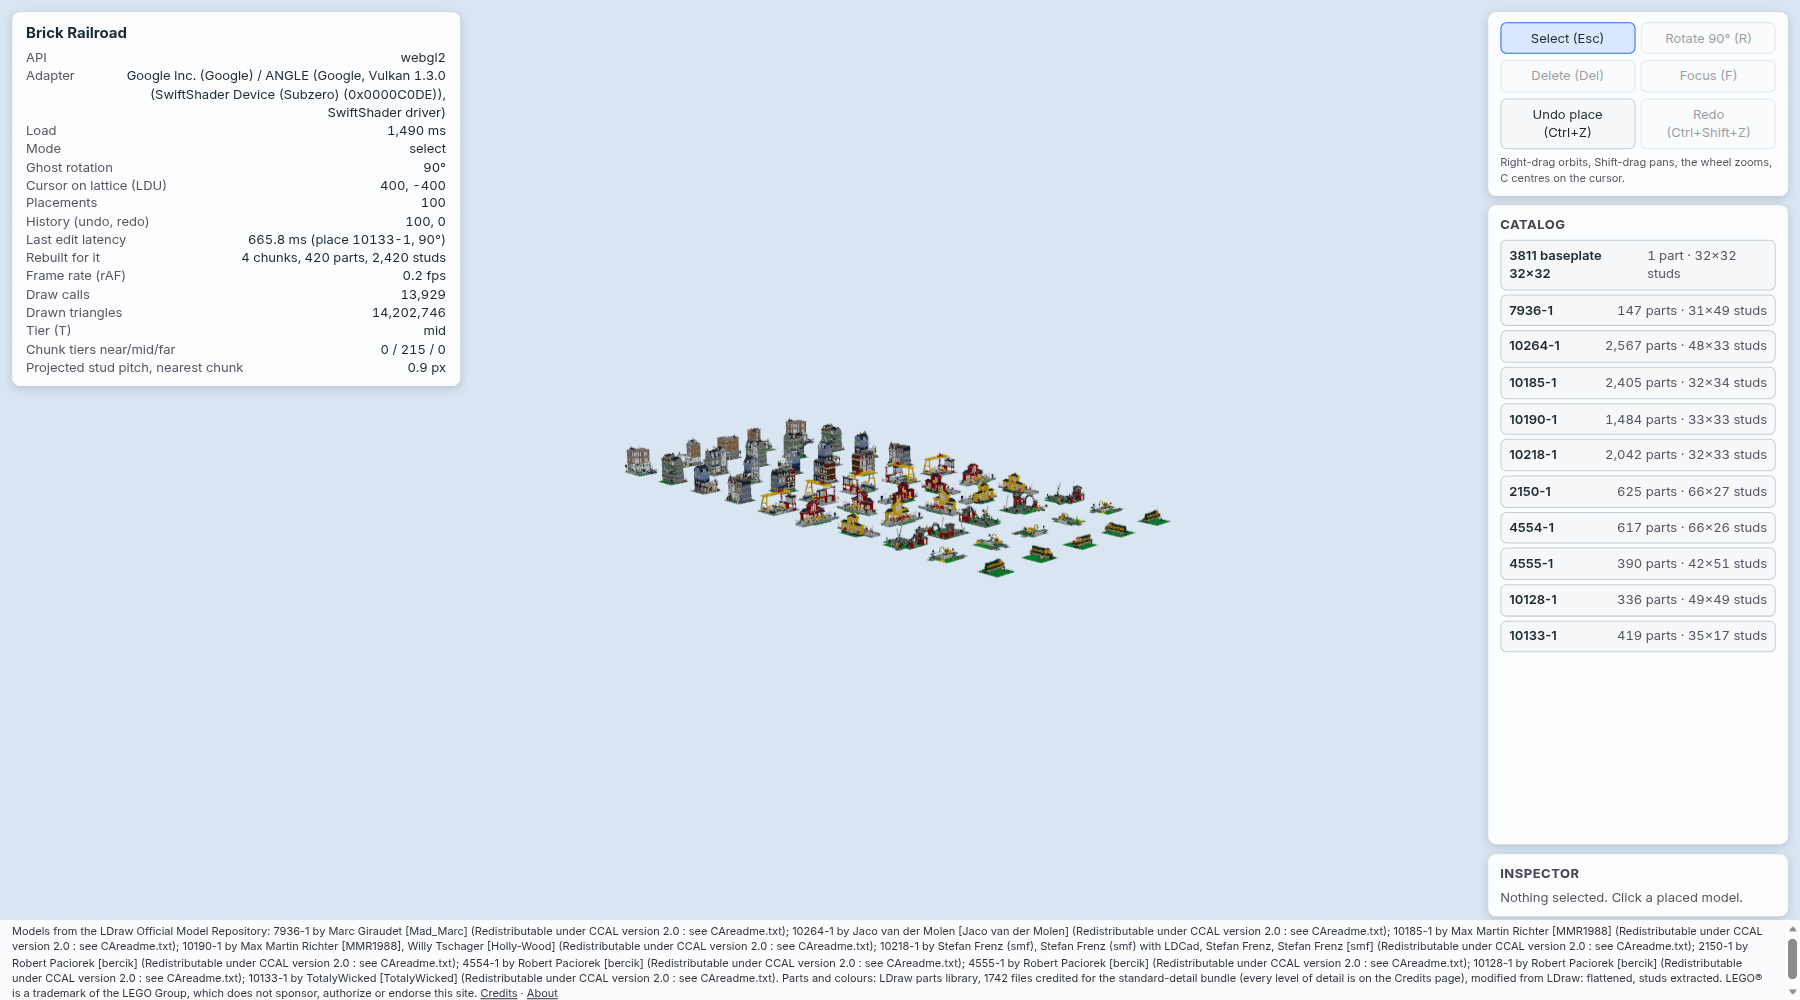 Brick Railroad
API webgl2
Adapter Google Inc. (Google) / ANGLE (Google, Vulkan 1.3.0
(SwiftShader Device (Subzero) (0x0000C0DE)),
SwiftShader driver)
Load 1,490 ms
Mode select
Ghost rotation 90°
Cursor on lattice (LDU) 400, -400
Placements 100
History (undo, redo) 100, 0
Last edit latency 665.8 ms (place 10133-1, 90°)
Rebuilt for it 4 chunks, 420 parts, 2,420 studs
Frame rate (rAF) 0.2 fps
Draw calls 13,929
Drawn triangles 14,202,746
Tier (T) mid
Chunk tiers near/mid/far 0 / 215 / 0
Projected stud pitch, nearest chunk 0.9 px
Select (Esc) Rotate 90° (R)
Delete (Del) Focus (F)
Undo place
(Ctrl+Z)
Redo
(Ctrl+Shift+Z)
Right-drag orbits, Shift-drag pans, the wheel zooms,
C centres on the cursor.
CATALOG
3811 baseplate
32×32
1 part · 32×32
studs
7936-1 147 parts · 31×49 studs
10264-1 2,567 parts · 48×33 studs
10185-1 2,405 parts · 32×34 studs
10190-1 1,484 parts · 33×33 studs
10218-1 2,042 parts · 32×33 studs
2150-1 625 parts · 66×27 studs
4554-1 617 parts · 66×26 studs
4555-1 390 parts · 42×51 studs
10128-1 336 parts · 49×49 studs
10133-1 419 parts · 35×17 studs
INSPECTOR
Nothing selected. Click a placed model.
Models from the LDraw Official Model Repository: 7936-1 by Marc Giraudet [Mad_Marc] (Redistributable under CCAL version 2.0 : see CAreadme.txt); 10264-1 by Jaco van der Molen [Jaco van der Molen] (Redistributable under CCAL version 2.0 : see CAreadme.txt); 10185-1 by Max Martin Richter [MMR1988] (Redistributable under CCAL
version 2.0 : see CAreadme.txt); 10190-1 by Max Martin Richter [MMR1988], Willy Tschager [Holly-Wood] (Redistributable under CCAL version 2.0 : see CAreadme.txt); 10218-1 by Stefan Frenz (smf), Stefan Frenz (smf) with LDCad, Stefan Frenz, Stefan Frenz [smf] (Redistributable under CCAL version 2.0 : see CAreadme.txt); 2150-1 by
Robert Paciorek [bercik] (Redistributable under CCAL version 2.0 : see CAreadme.txt); 4554-1 by Robert Paciorek [bercik] (Redistributable under CCAL version 2.0 : see CAreadme.txt); 4555-1 by Robert Paciorek [bercik] (Redistributable under CCAL version 2.0 : see CAreadme.txt); 10128-1 by Robert Paciorek [bercik] (Redistributable
under CCAL version 2.0 : see CAreadme.txt); 10133-1 by TotalyWicked [TotalyWicked] (Redistributable under CCAL version 2.0 : see CAreadme.txt). Parts and colours: LDraw parts library, 1742 files credited for the standard-detail bundle (every level of detail is on the Credits page), modified from LDraw: flattened, studs extracted. LEGO®
is a trademark of the LEGO Group, which does not sponsor, authorize or endorse this site. Credits · About